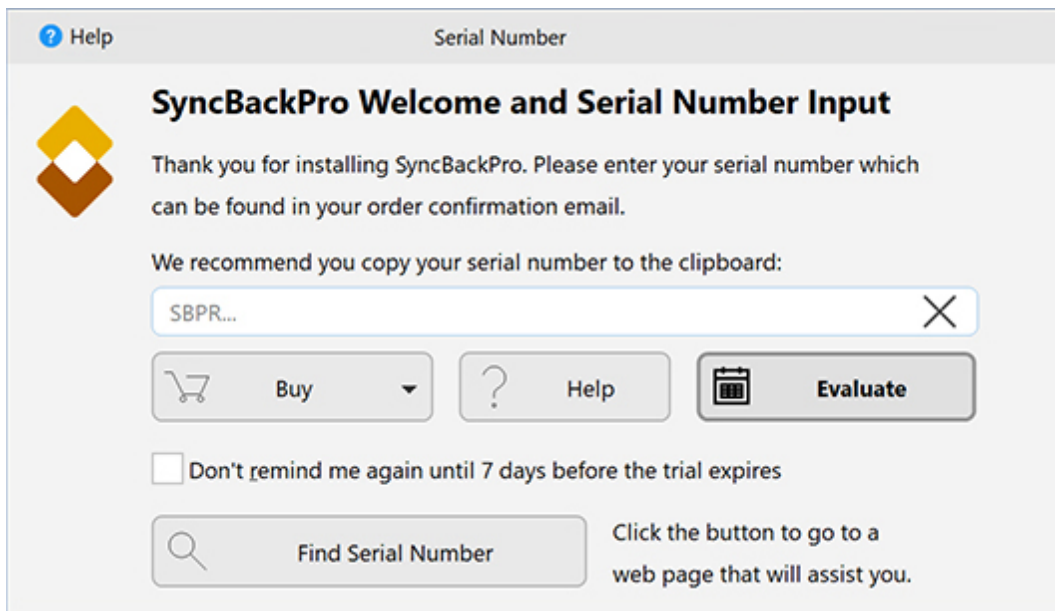 Help
Serial Number
SyncBackPro Welcome and Serial Number Input
Thank you for installing SyncBackPro. Please enter your serial number which
can be found in your order confirmation email.
We recommend you copy your serial number to the clipboard:
SBPR...
Buy
Help
Evaluate
Don't remind me again until 7 days before the trial expires
Find Serial Number
Click the button to go to a
web page that will assist you.